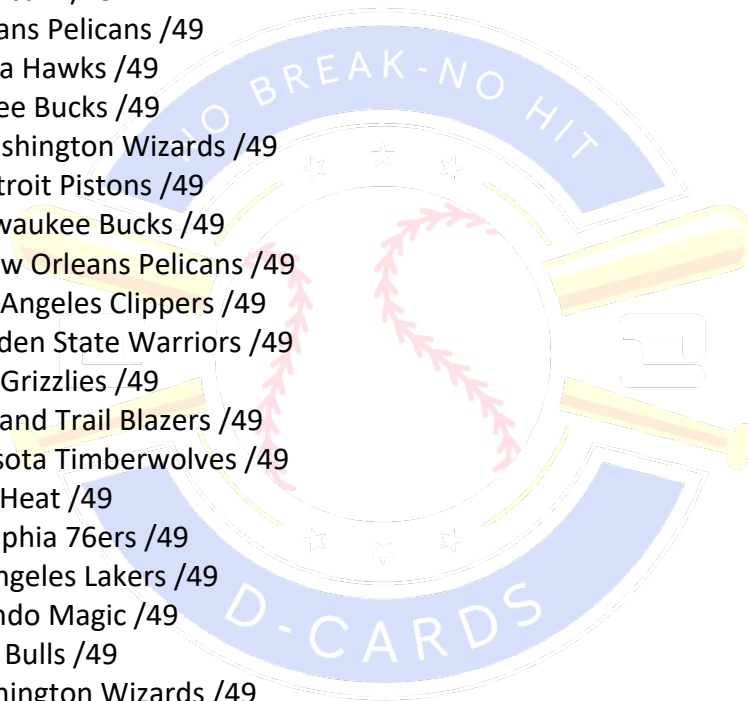 ans Pelicans /49
a Hawks /49
ee Bucks /49
shington Wizards /49
troit Pistons /49
waukee Bucks /49
w Orleans Pelicans /49
Angeles Clippers /49
den State Warriors /49
Grizzlies /49
and Trail Blazers /49
sota Timberwolves /49
Heat /49
phia 76ers /49
ngeles Lakers /49
ndo Magic /49
Bulls /49
hington Wizards /49
NO BREAK-NO HIT
D-CARDS